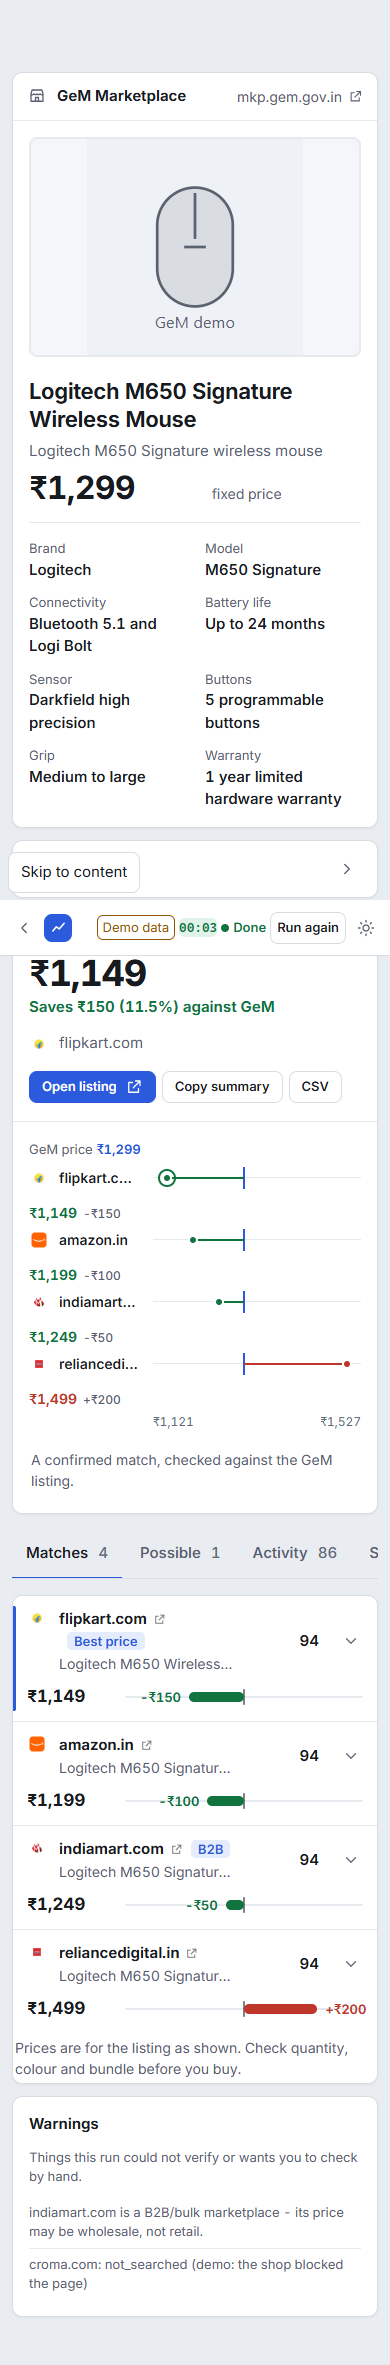 GeM Marketplace
mkp.gem.gov.in
GeM demo
Logitech M650 Signature
Wireless Mouse
Logitech M650 Signature wireless mouse
₹1,299
fixed price
Brand
Logitech
Model
M650 Signature
Connectivity
Bluetooth 5.1 and
Logi Bolt
Battery life
Up to 24 months
Sensor
Darkfield high
precision
Buttons
5 programmable
buttons
Grip
Medium to large
Warranty
1 year limited
hardware warranty
Skip to content
Demo data
00:03
Done
Run again
₹1,149
Saves ₹150 (11.5%) against GeM
flipkart.com
Open listing
Copy summary
CSV
GeM price ₹1,299
flipkart.c...
₹1,149 -₹150
amazon.in
₹1,199 -₹100
indiamart...
₹1,249 -₹50
reliancedi...
₹1,499 +₹200
₹1,121
₹1,527
A confirmed match, checked against the GeM
listing.
Matches 4
Possible 1
Activity 86
S
flipkart.com
Best price
94
Logitech M650 Wireless...
₹1,149
-₹150
amazon.in
94
Logitech M650 Signatur...
₹1,199
-₹100
indiamart.com
B2B
94
Logitech M650 Signatur...
₹1,249
-₹50
reliancedigital.in
94
Logitech M650 Signatur...
₹1,499
+₹200
Prices are for the listing as shown. Check quantity,
colour and bundle before you buy.
Warnings
Things this run could not verify or wants you to check
by hand.
indiamart.com is a B2B/bulk marketplace - its price
may be wholesale, not retail.
croma.com: not_searched (demo: the shop blocked
the page)